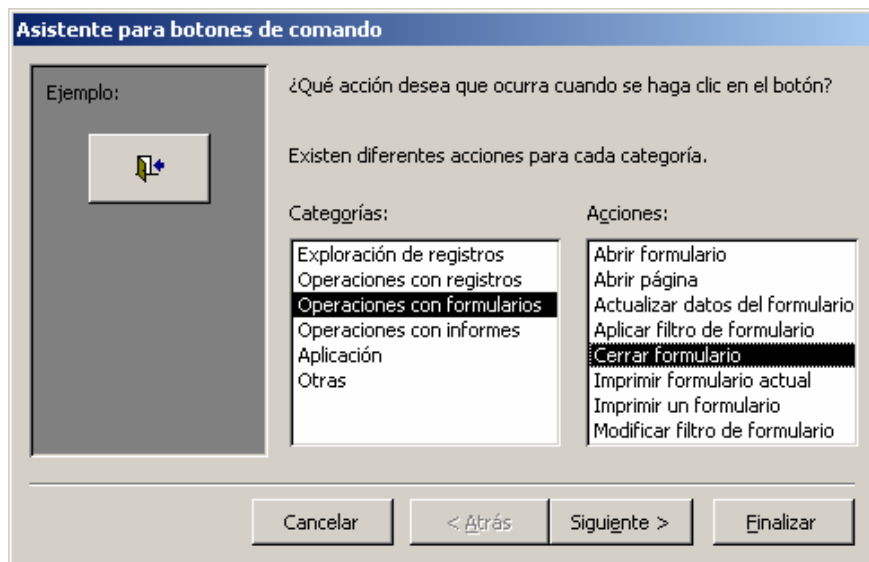 Asistente para botones de comando
Ejemplo:
¿Qué acción desea que ocurra cuando se haga clic en el botón?
Existen diferentes acciones para cada categoría.
Categorías:
Exploración de registros
Operaciones con registros
Operaciones con formularios
Operaciones con informes
Aplicación
Otras
Acciones:
Abrir formulario
Abrir página
Actualizar datos del formulario
Aplicar filtro de formulario
Cerrar formulario
Imprimir formulario actual
Imprimir un formulario
Modificar filtro de formulario
Cancelar
< Atrás
Siguiente >
Finalizar